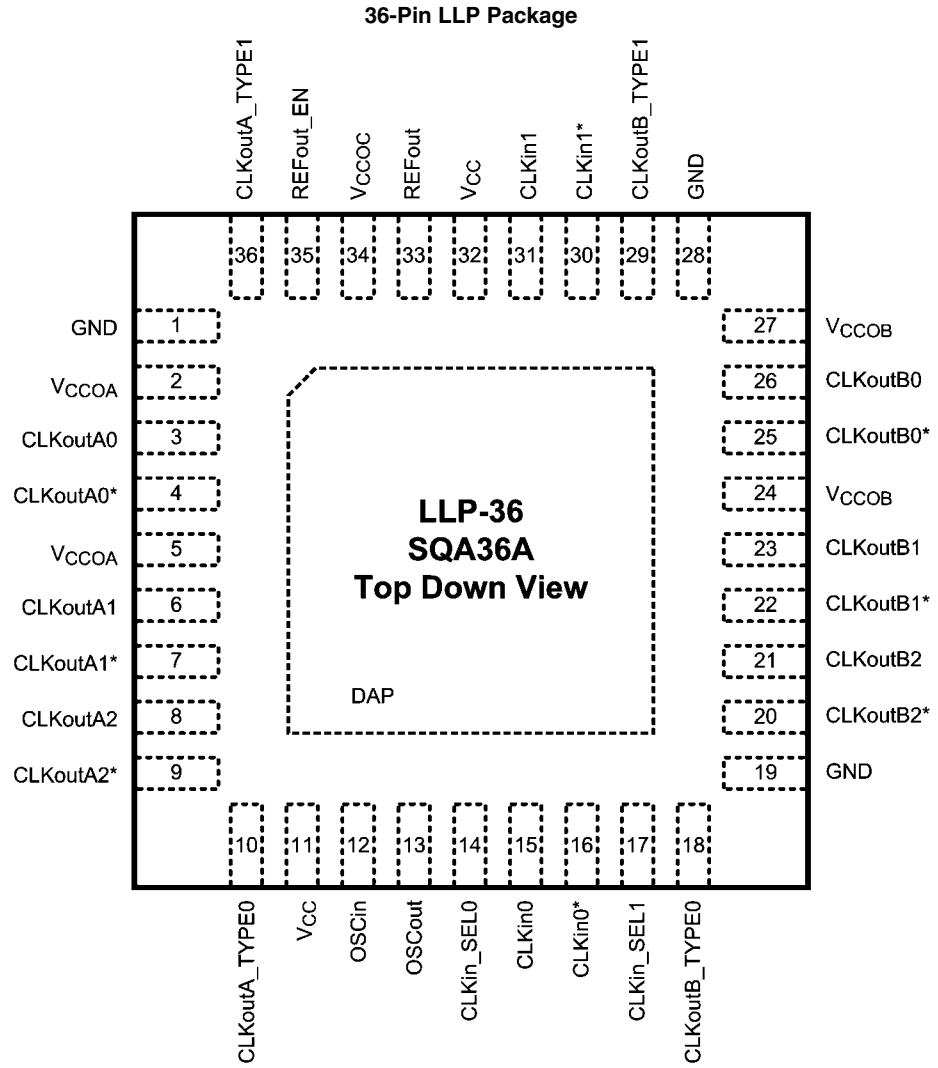 36-Pin LLP Package
CLKoutA_TYPE1
REFout_EN
VCCOC
REFout
VCC
CLKin1
CLKin1*
CLKoutB_TYPE1
GND
36 35 34 33 32 31 30 29 28
GND 1
VCCOA 2
CLKoutA0 3
CLKoutA0* 4
VCCOA 5
CLKoutA1 6
CLKoutA1* 7
CLKoutA2 8
CLKoutA2* 9
LLP-36
SQA36A
Top Down View
DAP
27 VCCOB
26 CLKoutB0
25 CLKoutB0*
24 VCCOB
23 CLKoutB1
22 CLKoutB1*
21 CLKoutB2
20 CLKoutB2*
19 GND
10 11 12 13 14 15 16 17 18
CLKoutA_TYPE0
VCC
OSCin
OSCout
CLKin_SEL0
CLKin0
CLKin0*
CLKin_SEL1
CLKoutB_TYPE0